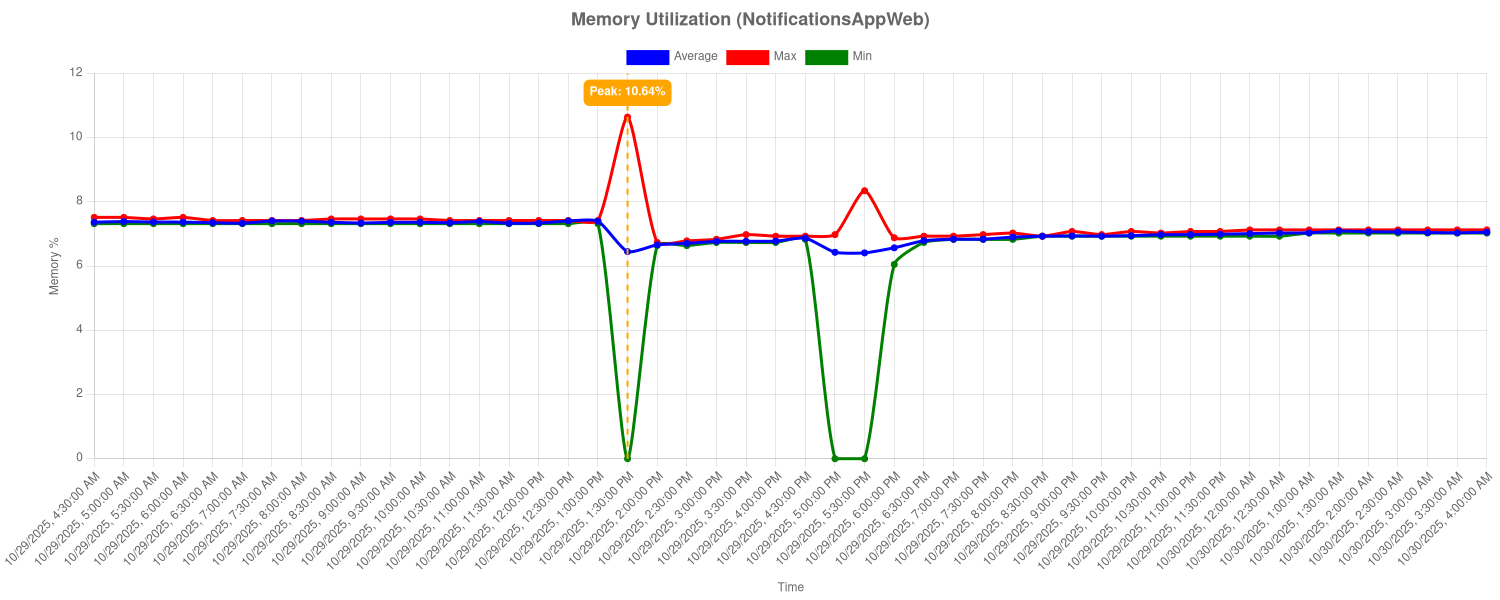 Memory Utilization (NotificationsAppWeb)
Average Max Min
Peak: 10.64%
12
10
8
6
4
2
0
Memory %
10/29/2025, 4:30:00 AM
10/29/2025, 5:00:00 AM
10/29/2025, 5:30:00 AM
10/29/2025, 6:00:00 AM
10/29/2025, 6:30:00 AM
10/29/2025, 7:00:00 AM
10/29/2025, 7:30:00 AM
10/29/2025, 8:00:00 AM
10/29/2025, 8:30:00 AM
10/29/2025, 9:00:00 AM
10/29/2025, 9:30:00 AM
10/29/2025, 10:00:00 AM
10/29/2025, 10:30:00 AM
10/29/2025, 11:00:00 AM
10/29/2025, 11:30:00 AM
10/29/2025, 12:00:00 PM
10/29/2025, 12:30:00 PM
10/29/2025, 1:00:00 PM
10/29/2025, 1:30:00 PM
10/29/2025, 2:00:00 PM
10/29/2025, 2:30:00 PM
10/29/2025, 3:00:00 PM
10/29/2025, 3:30:00 PM
10/29/2025, 4:00:00 PM
10/29/2025, 4:30:00 PM
10/29/2025, 5:00:00 PM
10/29/2025, 5:30:00 PM
10/29/2025, 6:00:00 PM
10/29/2025, 6:30:00 PM
10/29/2025, 7:00:00 PM
10/29/2025, 7:30:00 PM
10/29/2025, 8:00:00 PM
10/29/2025, 8:30:00 PM
10/29/2025, 9:00:00 PM
10/29/2025, 9:30:00 PM
10/29/2025, 10:00:00 PM
10/29/2025, 10:30:00 PM
10/29/2025, 11:00:00 PM
10/29/2025, 11:30:00 PM
10/30/2025, 12:00:00 AM
10/30/2025, 12:30:00 AM
10/30/2025, 1:00:00 AM
10/30/2025, 1:30:00 AM
10/30/2025, 2:00:00 AM
10/30/2025, 2:30:00 AM
10/30/2025, 3:00:00 AM
10/30/2025, 3:30:00 AM
10/30/2025, 4:00:00 AM
Time